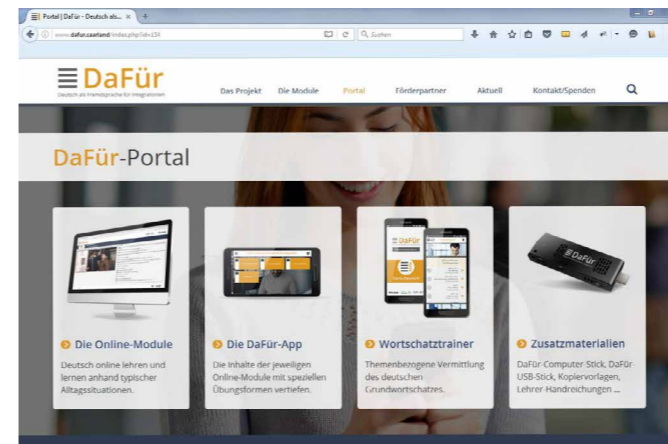 Portal | DaFür - Deutsch als...
www.dafur.saarland/index.php?id=154
Suchen
DaFür
Deutsch als Fremdsprache für Integrationen
Das Projekt Die Module Portal Förderpartner Aktuell Kontakt/Spenden
DaFür-Portal
DaFür
DaFür
Die Online-Module
Deutsch online lehren und
lernen anhand typischer
Alltagssituationen.
Die DaFür-App
Die Inhalte der jeweiligen
Online-Module mit speziellen
Übungsformen vertiefen.
Wortschatztrainer
Themenbezogene Vermittlung
des deutschen
Grundwortschatzes.
Zusatzmaterialien
DaFür-Computer-Stick, DaFür-
USB-Stick, Kopiervorlagen,
Lehrer-Handreichungen ...